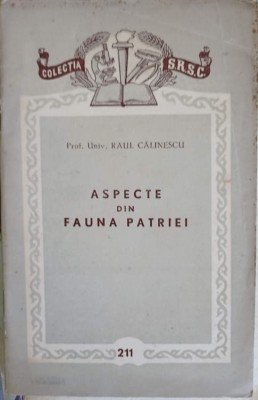 COLECȚIA S.R.S.C.
Prof. Univ. RAUL CĂLINESCU
ASPECTE
DIN
FAUNA PATRIEI
211